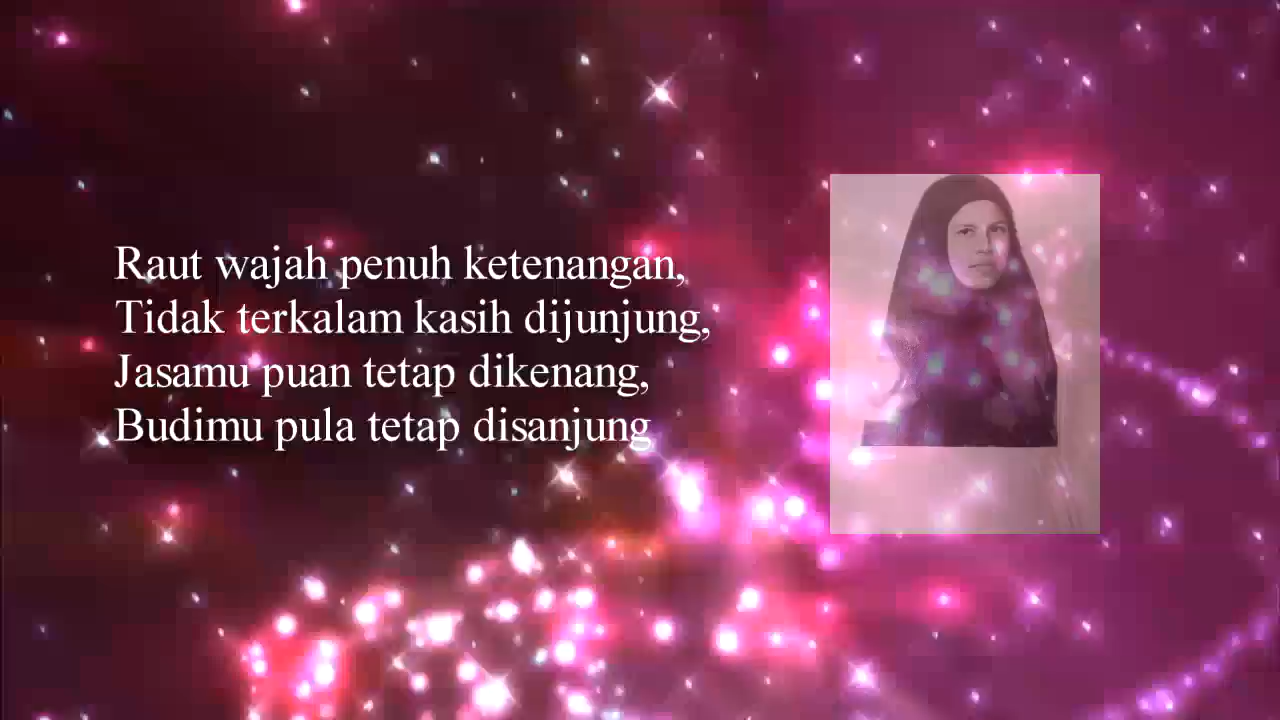 Raut wajah penuh ketenangan,
Tidak terkalam kasih dijunjung,
Jasamu puan tetap dikenang,
Budimu pula tetap disanjung